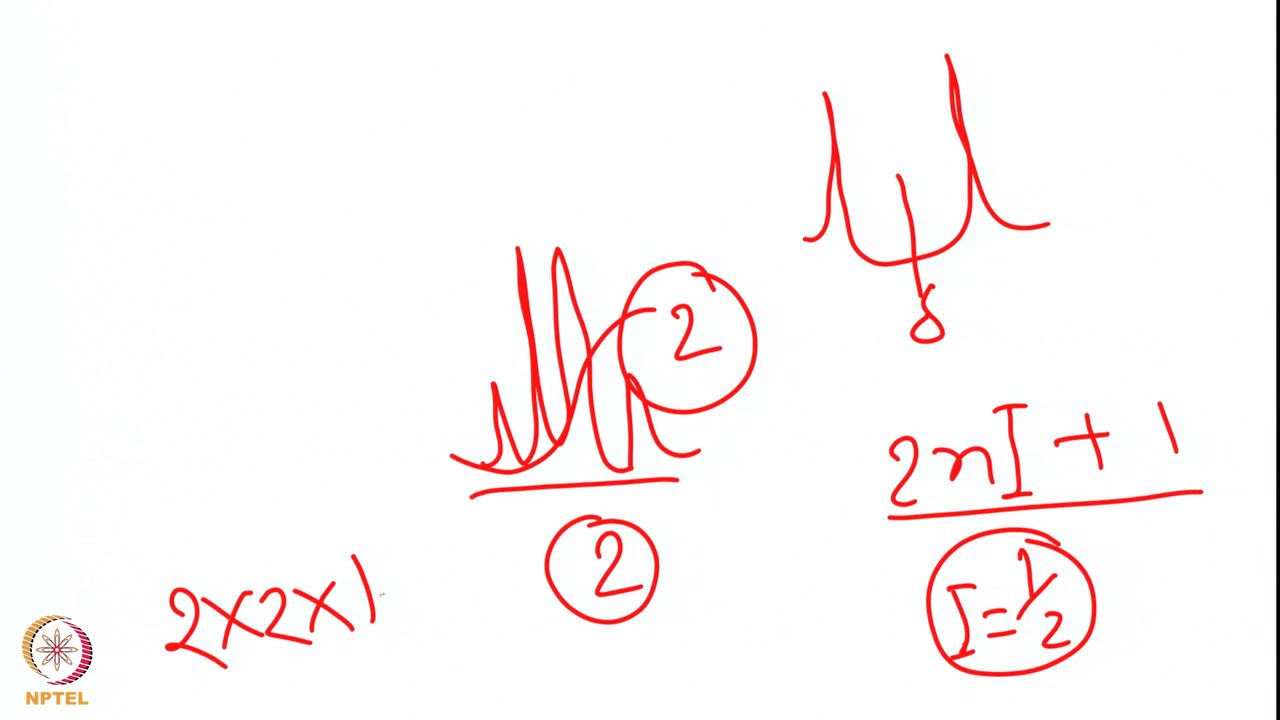 δ
2
2nI + 1
2
I = 1/2
2×2×1
NPTEL